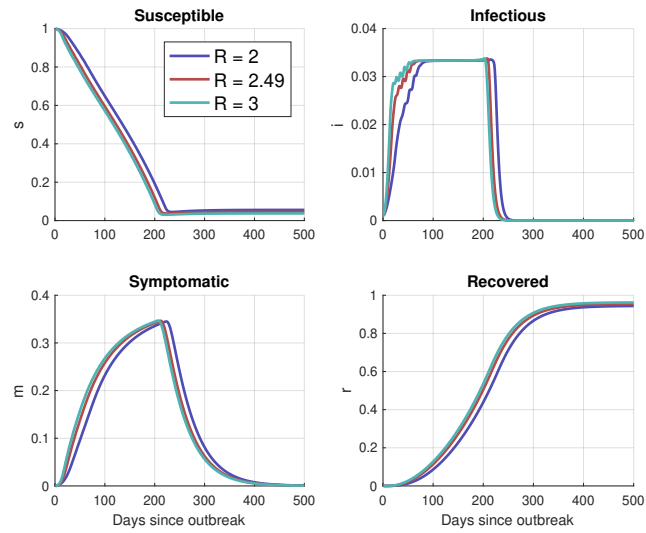 Susceptible
1
0.8
0.6
0.4
0.2
0
s
0 100 200 300 400 500
R = 2
R = 2.49
R = 3
Infectious
0.04
0.03
0.02
0.01
0
i
0 100 200 300 400 500
Symptomatic
0.4
0.3
0.2
0.1
0
m
0 100 200 300 400 500
Days since outbreak
Recovered
1
0.8
0.6
0.4
0.2
0
r
0 100 200 300 400 500
Days since outbreak